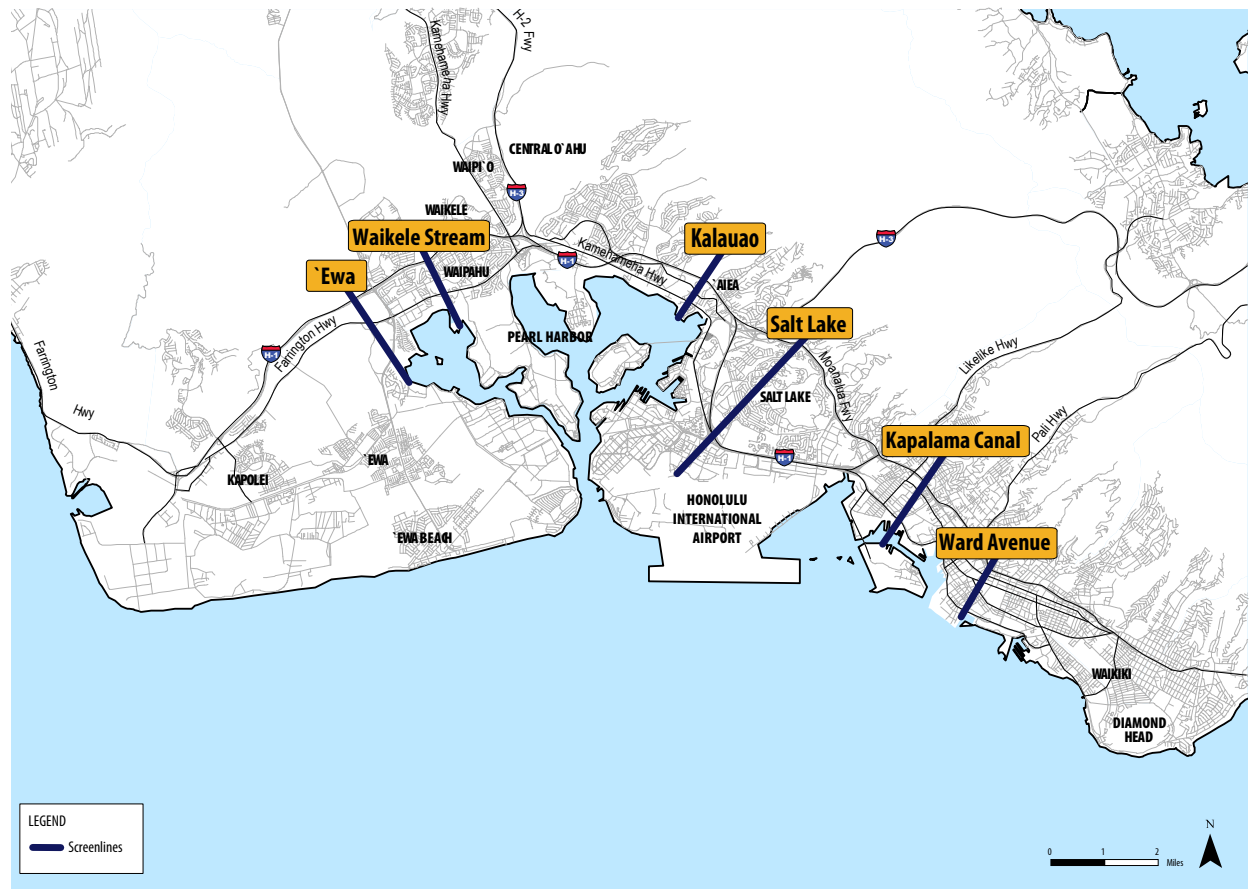 H-2 Fwy
Kamehameha Hwy
CENTRAL O`AHU
WAIPI`O
H-3
WAIKELE
Waikele Stream
Kalauao
H-3
Kamehameha Hwy
H-1
`Ewa
WAIPAHU
`AIEA
Salt Lake
PEARL HARBOR
Farrington Hwy
H-1
Farrington
Hwy
Moanalua Fwy
Likelike Hwy
SALT LAKE
Pali Hwy
Kapalama Canal
`EWA
H-1
KAPOLEI
HONOLULU
INTERNATIONAL
AIRPORT
`EWA BEACH
Ward Avenue
WAIKIKI
DIAMOND
HEAD
LEGEND
Screenlines
N
0 1 2
Miles